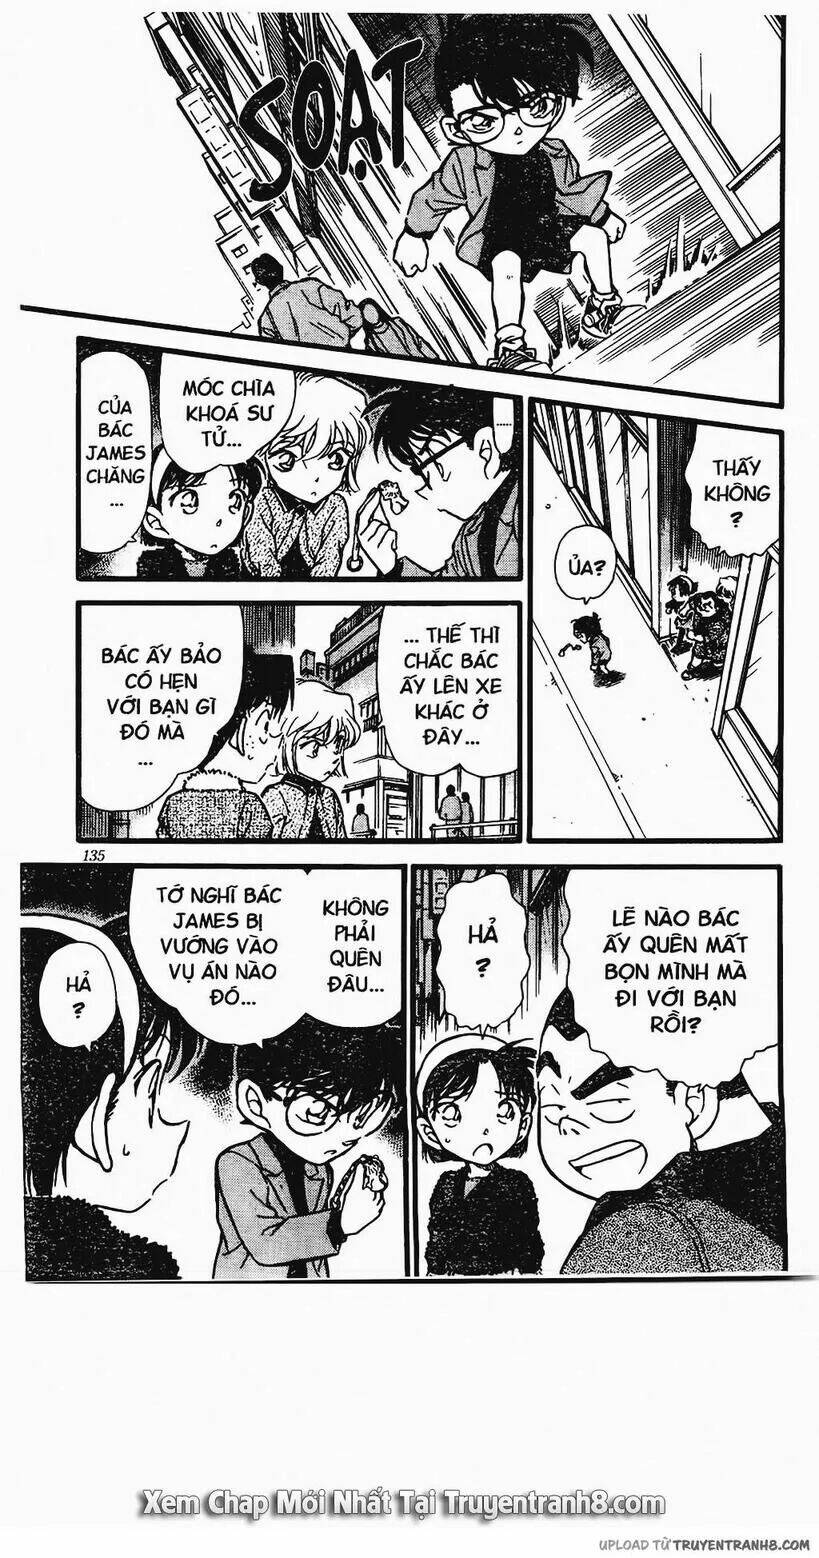 SOẠT
THẤY
KHÔNG
?
ỦA?
........
MÓC CHÌA
KHOÁ SƯ
TỬ...
CỦA
BÁC
JAMES
CHĂNG
...
... THẾ THÌ
CHẮC BÁC
ẤY LÊN XE
KHÁC Ở
ĐÂY...
BÁC ẤY BẢO
CÓ HẸN
VỚI BẠN GÌ
ĐÓ MÀ
...
135
LẼ NÀO BÁC
ẤY QUÊN MẤT
BỌN MÌNH MÀ
ĐI VỚI BẠN
RỒI?
HẢ
?
KHÔNG
PHẢI
QUÊN
ĐÂU...
TỚ NGHĨ BÁC
JAMES BỊ
VƯỚNG VÀO
VỤ ÁN NÀO
ĐÓ...
HẢ
?
Xem Chap Mới Nhất Tại Truyentranh8.com
UPLOAD TỪ TRUYENTRANH8.COM